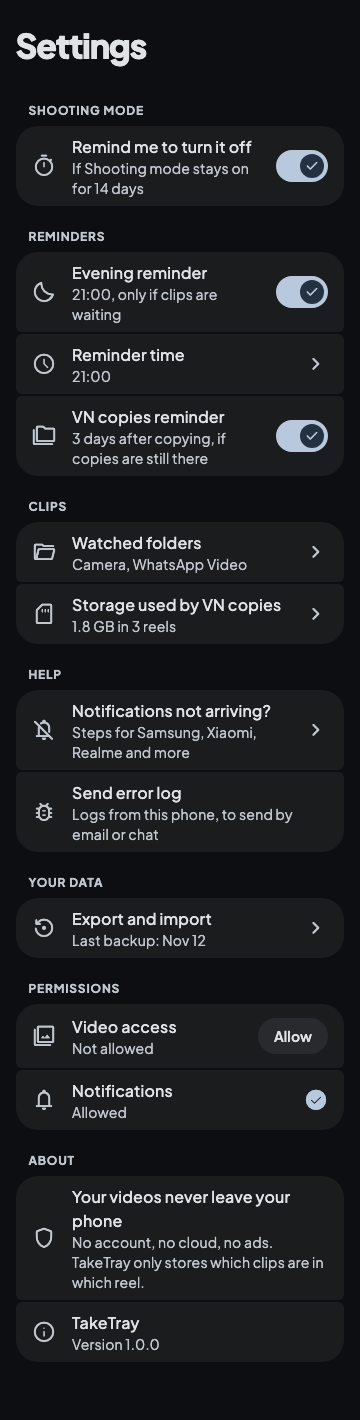 Settings
SHOOTING MODE
Remind me to turn it off
If Shooting mode stays on
for 14 days
REMINDERS
Evening reminder
21:00, only if clips are
waiting
Reminder time
21:00
VN copies reminder
3 days after copying, if
copies are still there
CLIPS
Watched folders
Camera, WhatsApp Video
Storage used by VN copies
1.8 GB in 3 reels
HELP
Notifications not arriving?
Steps for Samsung, Xiaomi,
Realme and more
Send error log
Logs from this phone, to send by
email or chat
YOUR DATA
Export and import
Last backup: Nov 12
PERMISSIONS
Video access
Not allowed
Allow
Notifications
Allowed
ABOUT
Your videos never leave your
phone
No account, no cloud, no ads.
TakeTray only stores which clips are in
which reel.
TakeTray
Version 1.0.0